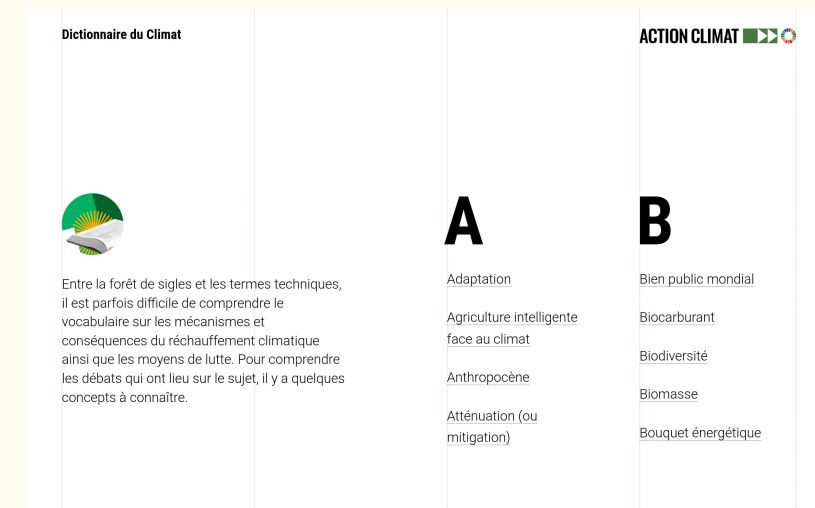 Dictionnaire du Climat
ACTION CLIMAT
Entre la forêt de sigles et les termes techniques,
il est parfois difficile de comprendre le
vocabulaire sur les mécanismes et
conséquences du réchauffement climatique
ainsi que les moyens de lutte. Pour comprendre
les débats qui ont lieu sur le sujet, il y a quelques
concepts à connaître.
A
Adaptation
Agriculture intelligente
face au climat
Anthropocène
Atténuation (ou
mitigation)
B
Bien public mondial
Biocarburant
Biodiversité
Biomasse
Bouquet énergétique